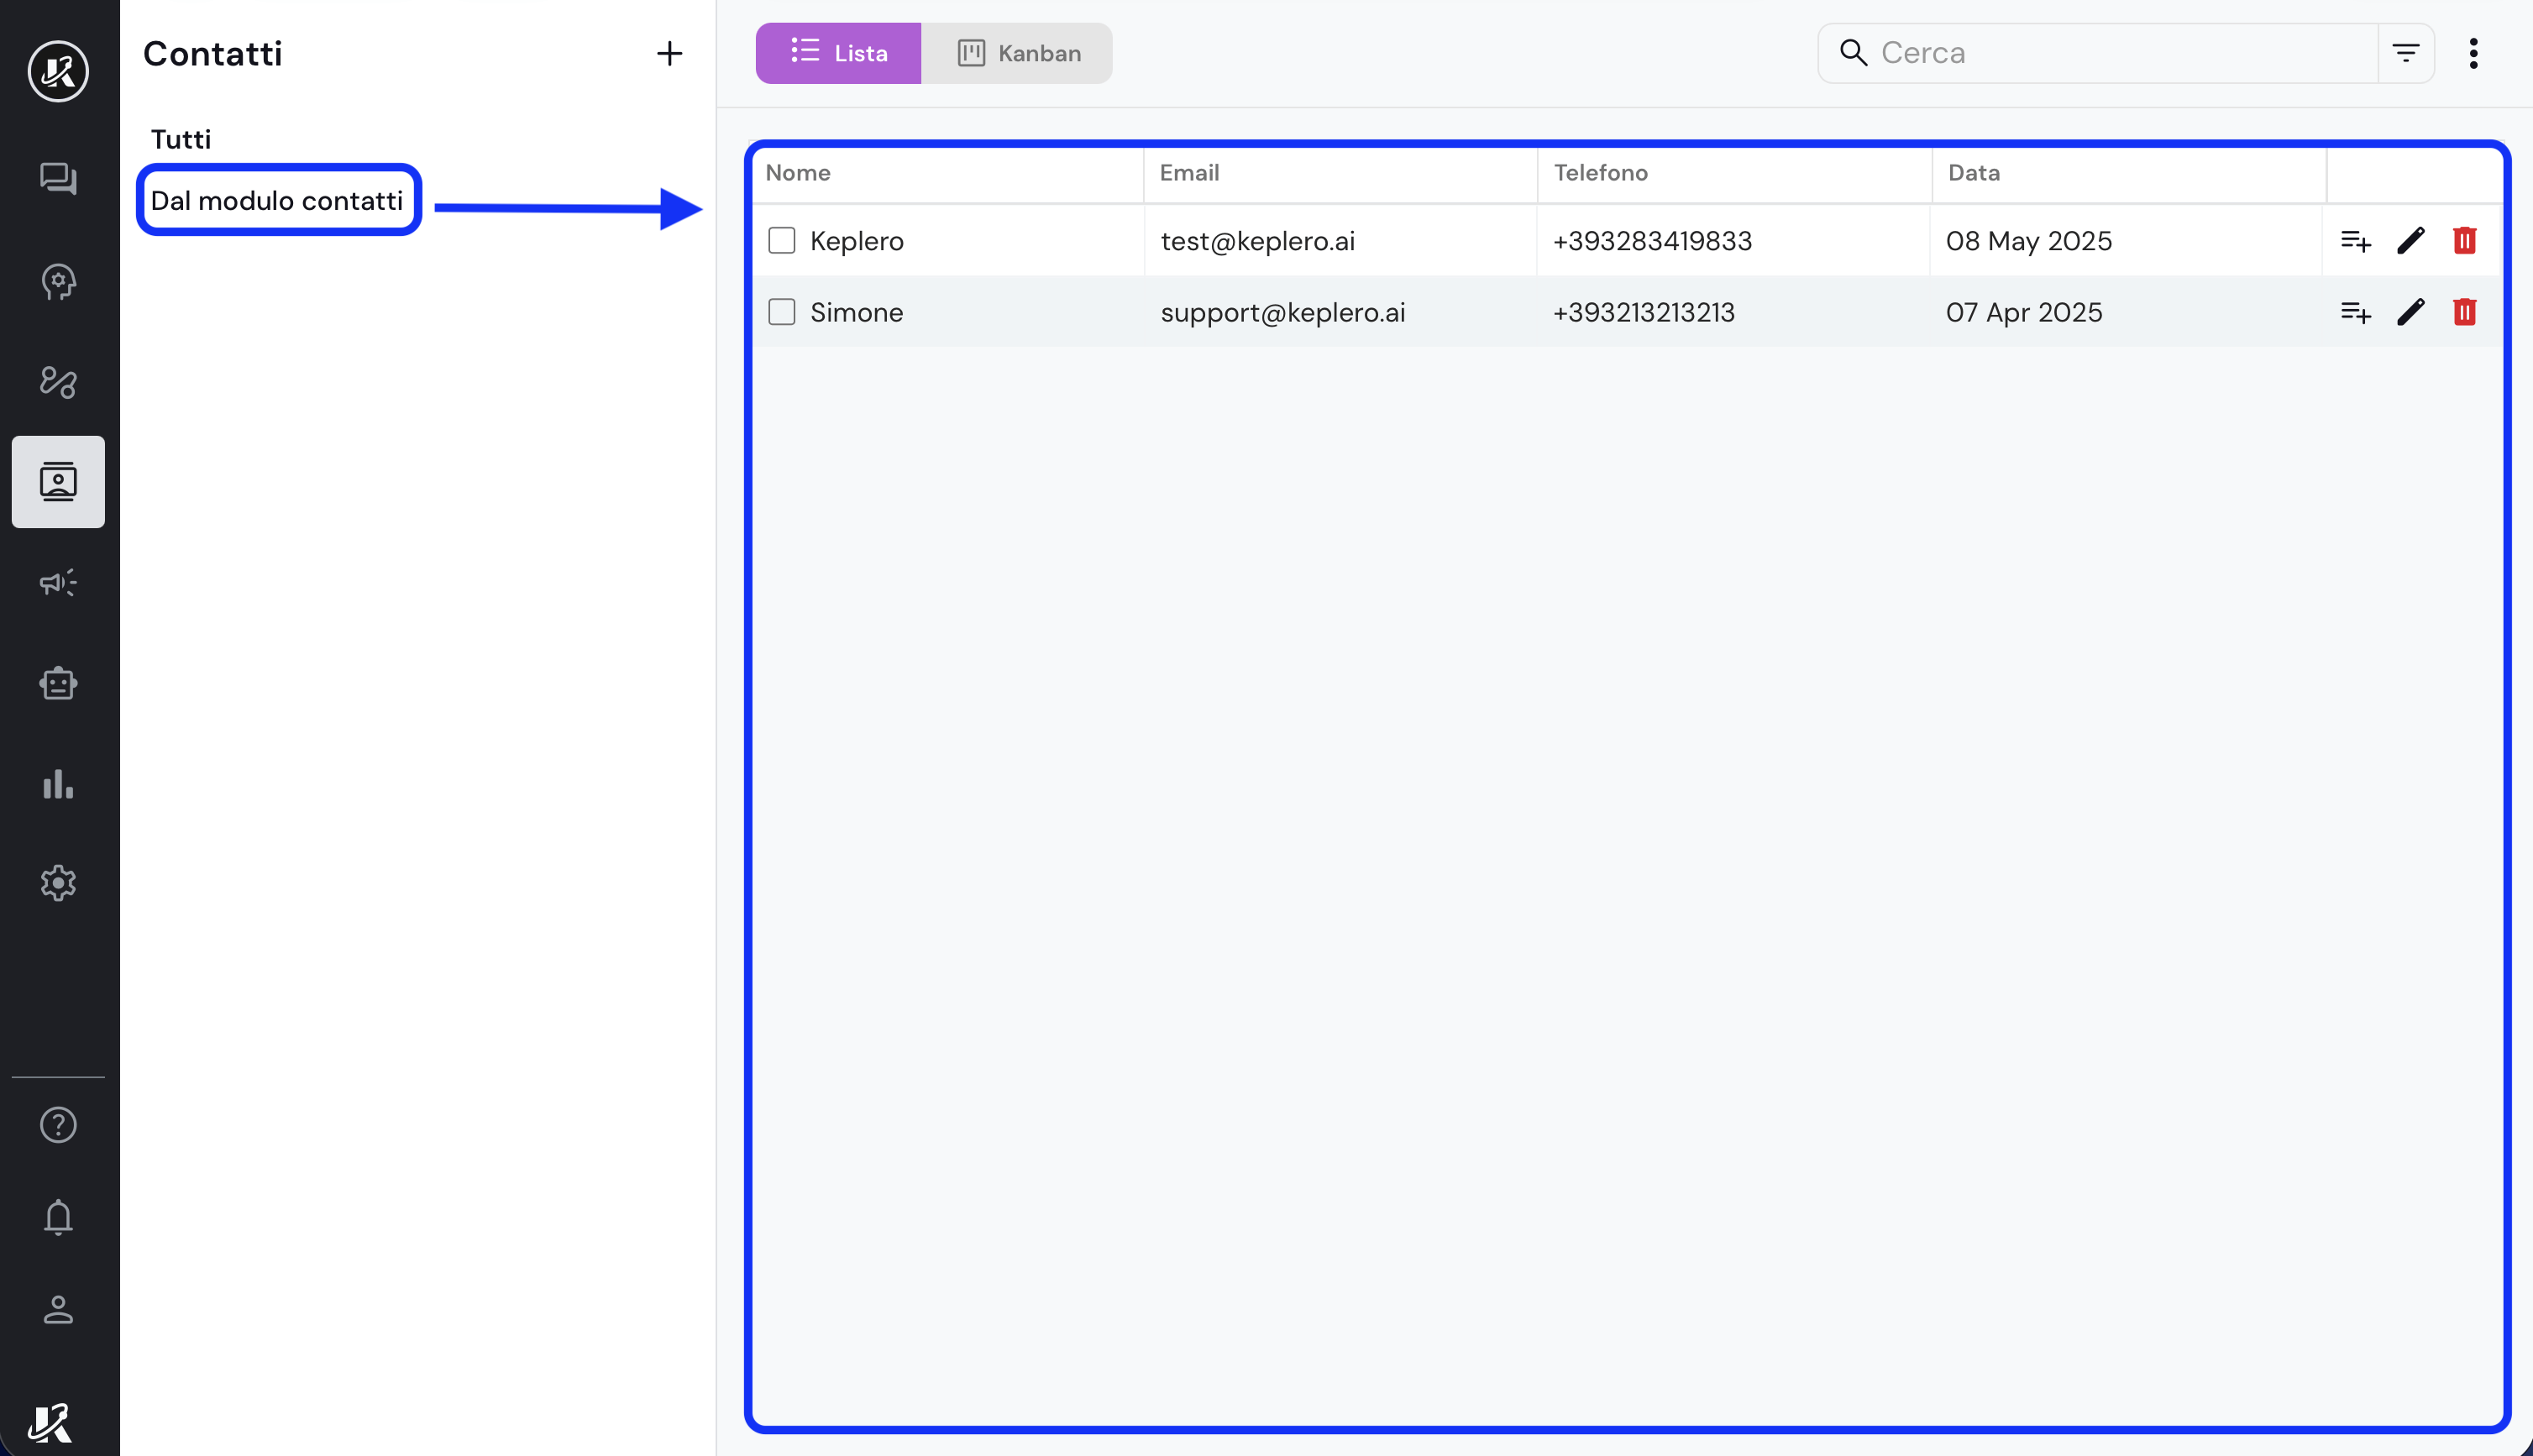 Contatti
Tutti
Dal modulo contatti
Lista
Kanban
Cerca
Nome Email Telefono Data
Keplero test@keplero.ai +393283419833 08 May 2025
Simone support@keplero.ai +393213213213 07 Apr 2025